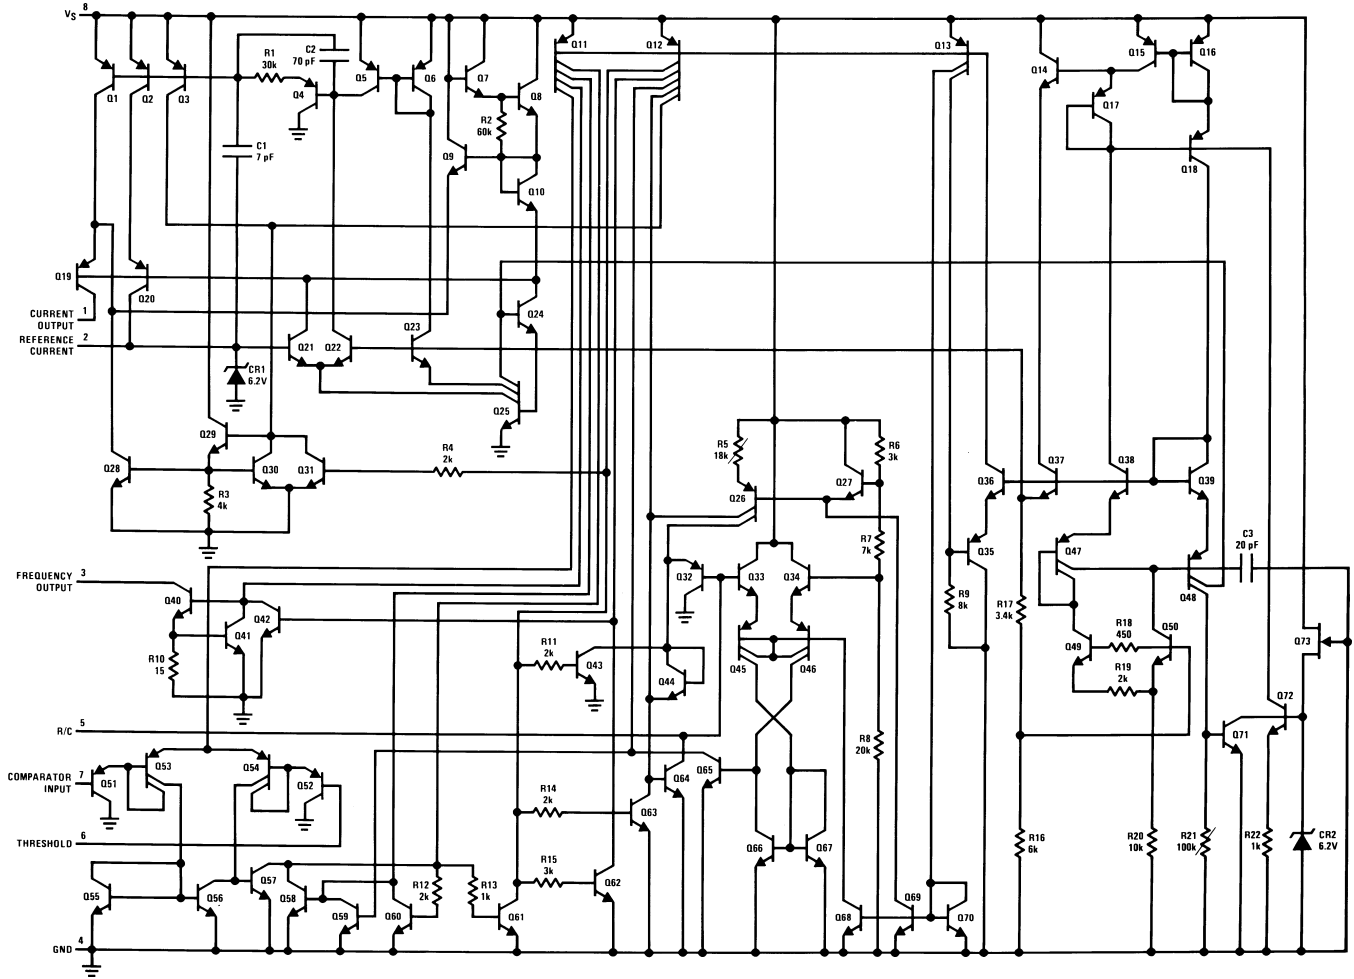 VS 8
Q1
Q2
Q3
R1
30k
C2
70 pF
Q4
Q5
Q6
Q7
Q8
R2
60k
Q9
Q10
Q11
Q12
Q13
Q14
Q15
Q16
Q17
Q18
C1
7 pF
Q19
Q20
CURRENT 1
OUTPUT
REFERENCE 2
CURRENT
Q21
Q22
Q23
Q24
CR1
6.2V
Q25
Q28
Q29
Q30
Q31
R3
4k
R4
2k
R5
18k
Q26
Q27
R6
3k
R7
7k
Q36
Q37
Q38
Q39
FREQUENCY 3
OUTPUT
Q40
Q41
Q42
R10
15
Q32
Q33
Q34
Q35
R9
8k
R17
3.4k
Q47
Q48
C3
20 pF
R11
2k
Q43
Q44
Q45
Q46
Q49
R18
450
R19
2k
Q50
Q73
R/C 5
Q53
Q54
COMPARATOR 7
INPUT
Q51
Q52
Q64
Q65
R8
20k
Q71
Q72
THRESHOLD 6
R14
2k
Q63
Q66
Q67
R16
6k
R20
10k
R21
100k
R22
1k
CR2
6.2V
Q55
Q56
Q57
Q58
Q59
Q60
R12
2k
R13
1k
Q61
R15
3k
Q62
Q68
Q69
Q70
GND 4